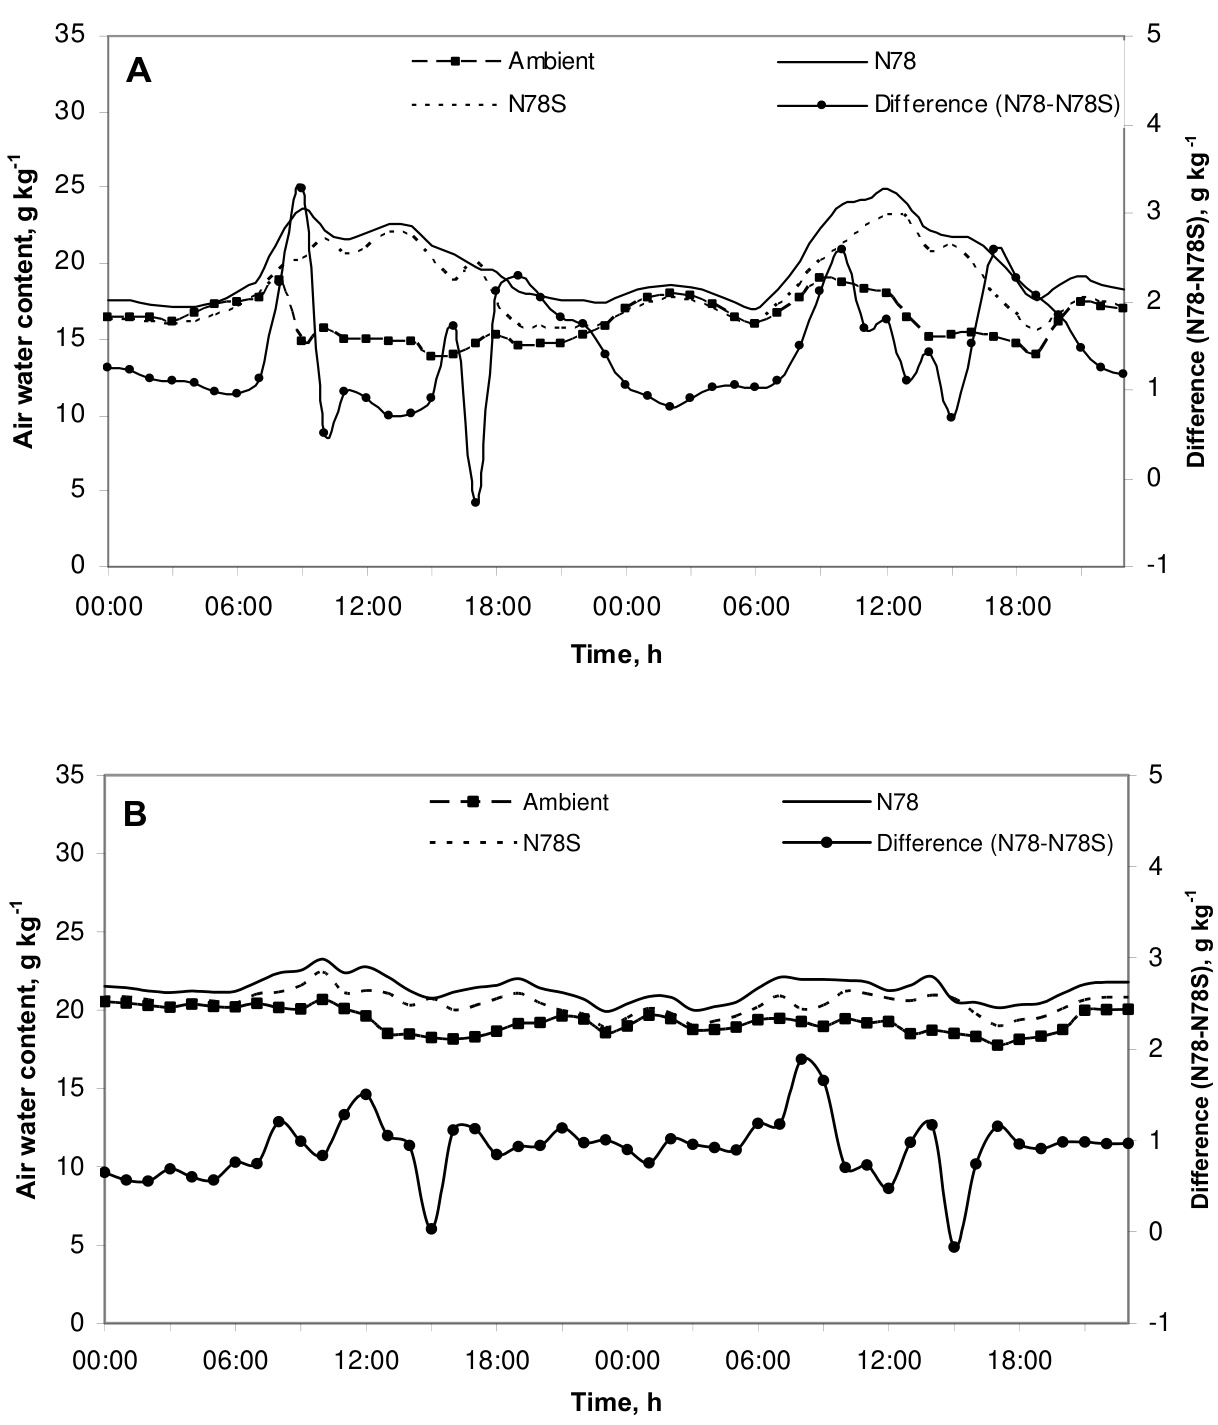 A
Ambient
N78
N78S
Difference (N78-N78S)
35
30
25
20
15
10
5
0
5
4
3
2
1
0
-1
Air water content, g kg-1
Difference (N78-N78S), g kg-1
00:00 06:00 12:00 18:00 00:00 06:00 12:00 18:00
Time, h
B
Ambient
N78
N78S
Difference (N78-N78S)
35
30
25
20
15
10
5
0
5
4
3
2
1
0
-1
Air water content, g kg-1
Difference (N78-N78S), g kg-1
00:00 06:00 12:00 18:00 00:00 06:00 12:00 18:00
Time, h